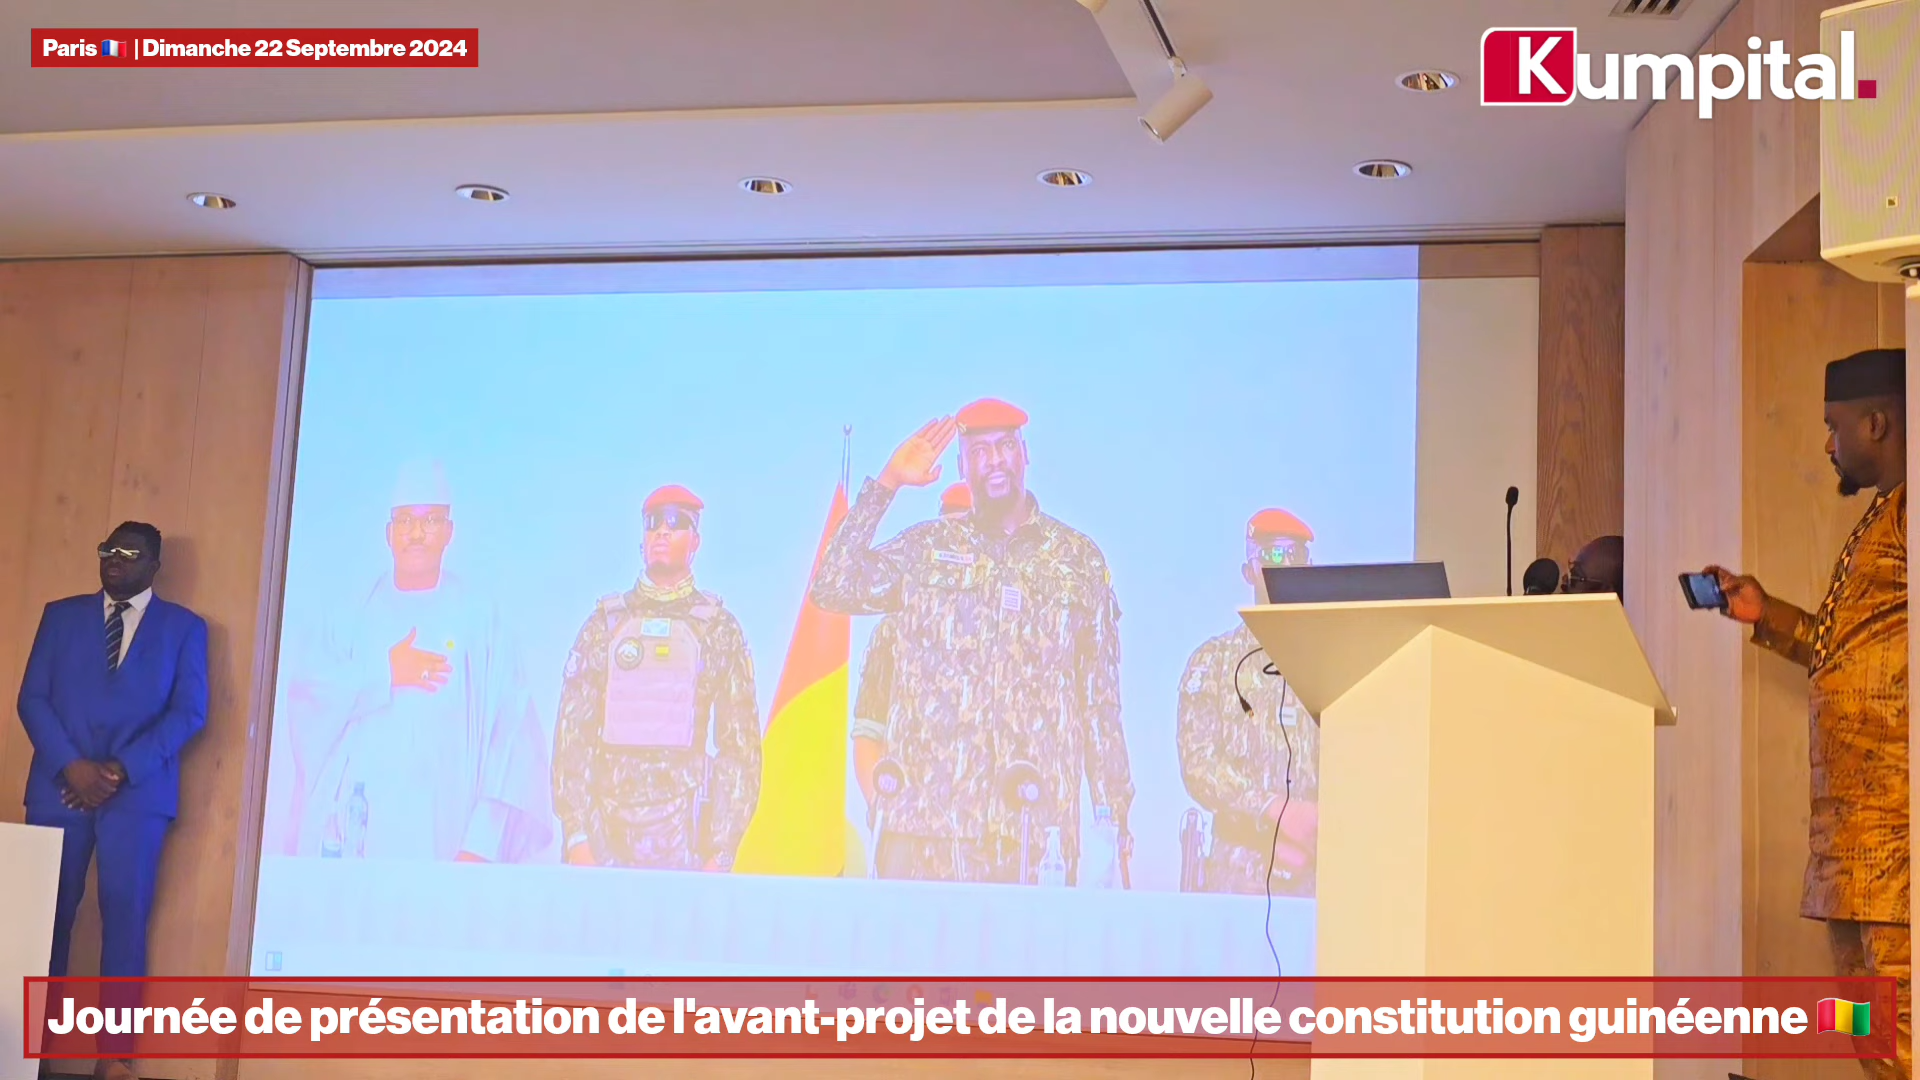 Paris 🇫🇷 | Dimanche 22 Septembre 2024
Kumpital.
Journée de présentation de l'avant-projet de la nouvelle constitution guinéenne 🇬🇳